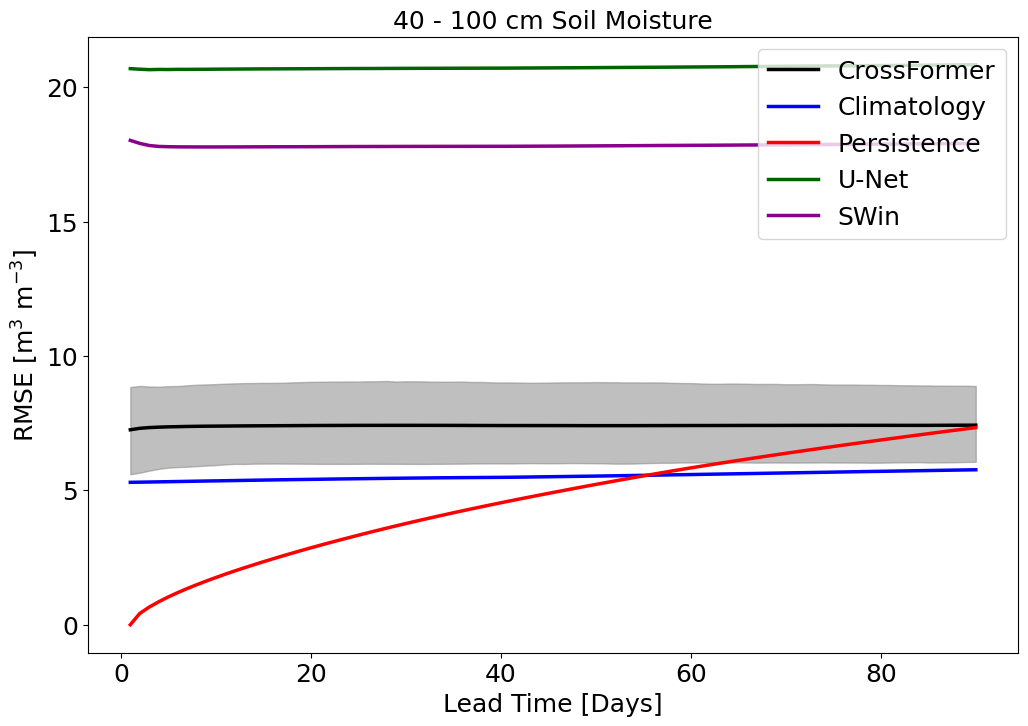 40 - 100 cm Soil Moisture
RMSE [m³ m⁻³]
20
15
10
5
0
0 20 40 60 80
Lead Time [Days]
CrossFormer
Climatology
Persistence
U-Net
SWin